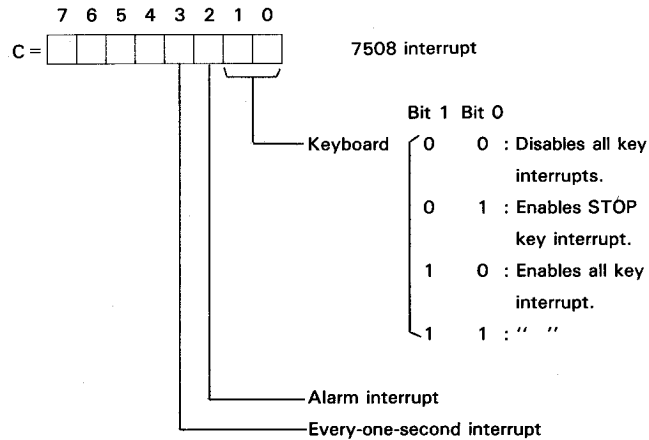 7 6 5 4 3 2 1 0
C =
7508 interrupt
Bit 1 Bit 0
Keyboard
0 0 : Disables all key
interrupts.
0 1 : Enables STOP
key interrupt.
1 0 : Enables all key
interrupt.
1 1 : " "
Alarm interrupt
Every-one-second interrupt